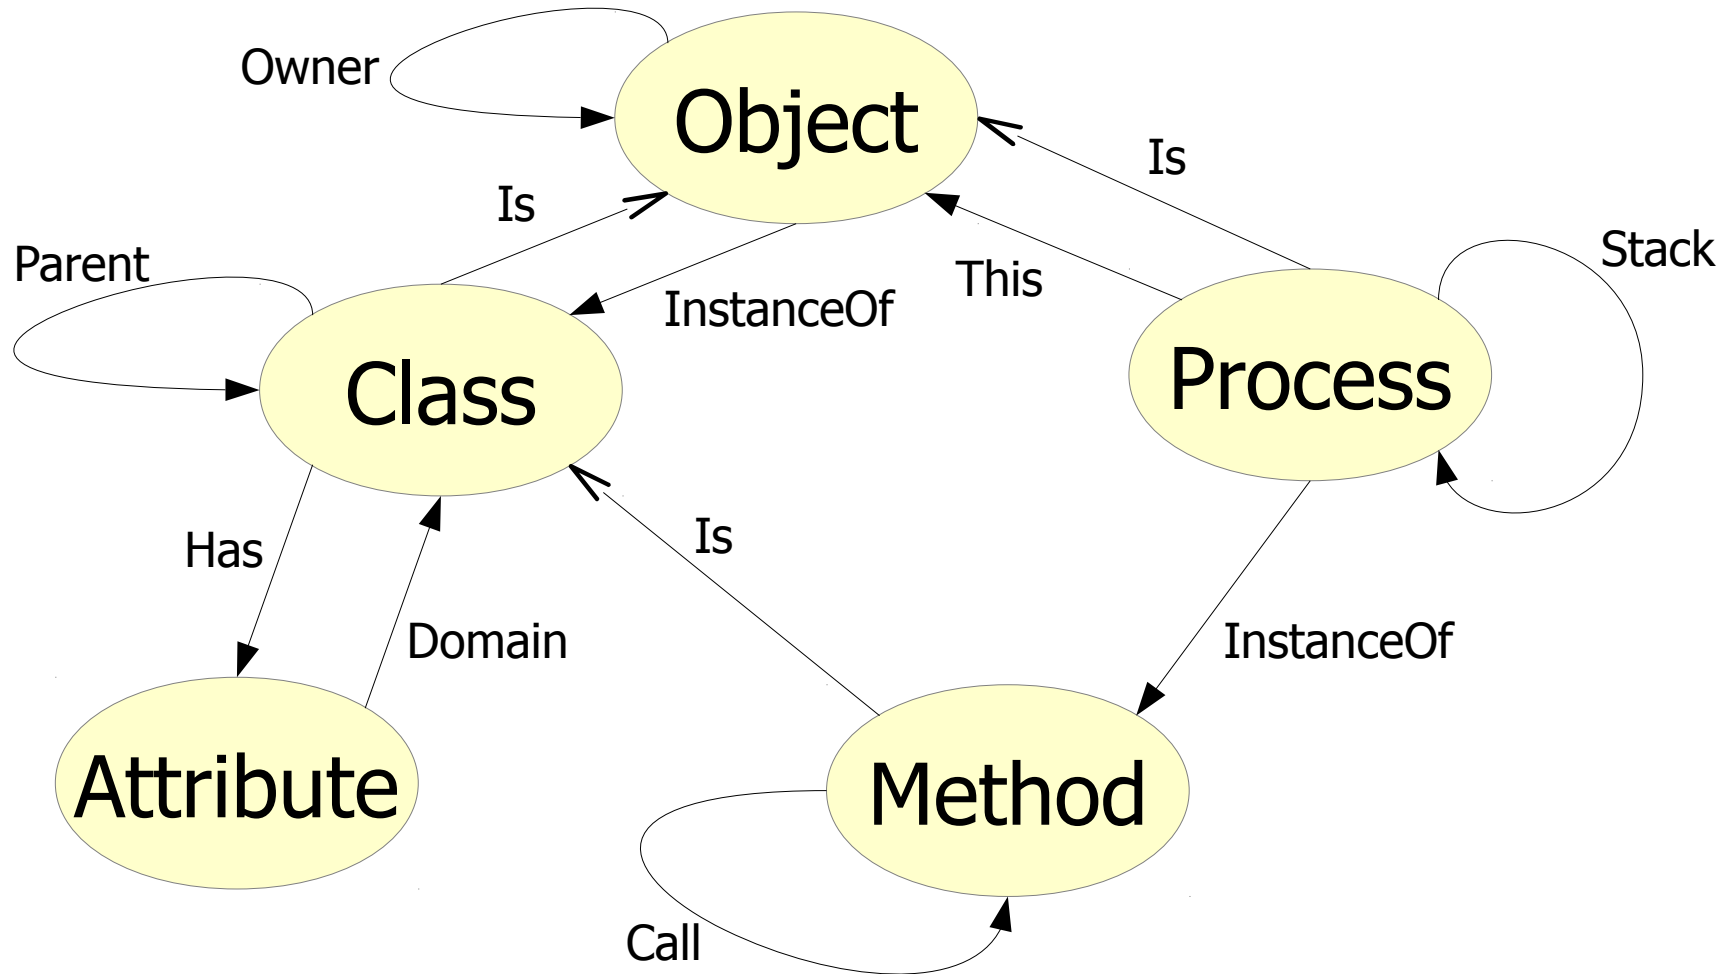 Owner
Object
Is
Is
Parent
This
Stack
InstanceOf
Class
Process
Is
Has
Domain
InstanceOf
Attribute
Method
Call